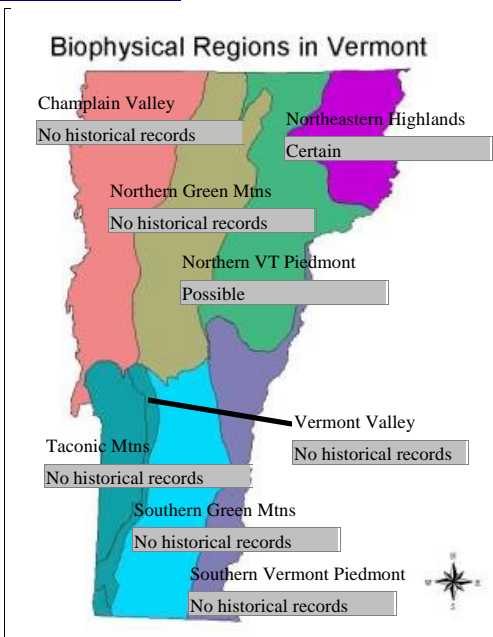 Biophysical Regions in Vermont
Champlain Valley
No historical records
Northeastern Highlands
Certain
Northern Green Mtns
No historical records
Northern VT Piedmont
Possible
Vermont Valley
No historical records
Taconic Mtns
No historical records
Southern Green Mtns
No historical records
Southern Vermont Piedmont
No historical records
N
W
E
S